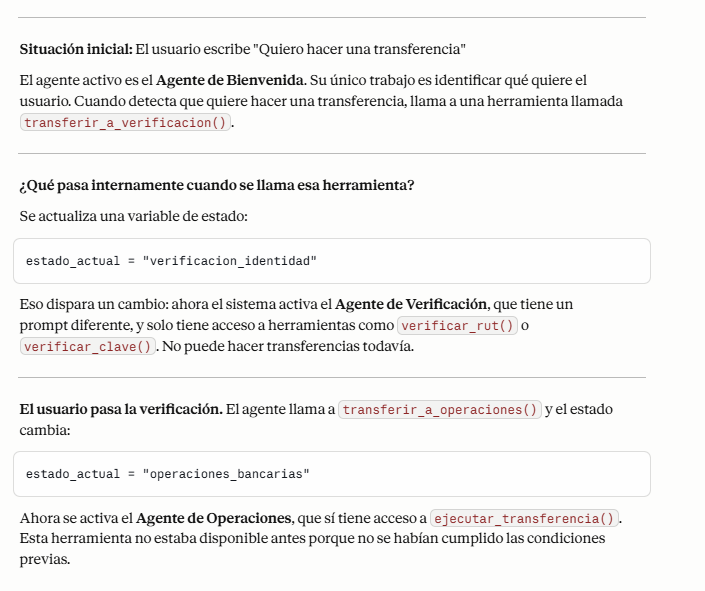 Situación inicial: El usuario escribe "Quiero hacer una transferencia"
El agente activo es el Agente de Bienvenida. Su único trabajo es identificar qué quiere el
usuario. Cuando detecta que quiere hacer una transferencia, llama a una herramienta llamada
transferir_a_verificacion().
¿Qué pasa internamente cuando se llama esa herramienta?
Se actualiza una variable de estado:
estado_actual = "verificacion_identidad"
Eso dispara un cambio: ahora el sistema activa el Agente de Verificación, que tiene un
prompt diferente, y solo tiene acceso a herramientas como verificar_rut() o
verificar_clave(). No puede hacer transferencias todavía.
El usuario pasa la verificación. El agente llama a transferir_a_operaciones() y el estado
cambia:
estado_actual = "operaciones_bancarias"
Ahora se activa el Agente de Operaciones, que sí tiene acceso a ejecutar_transferencia().
Esta herramienta no estaba disponible antes porque no se habían cumplido las condiciones
previas.